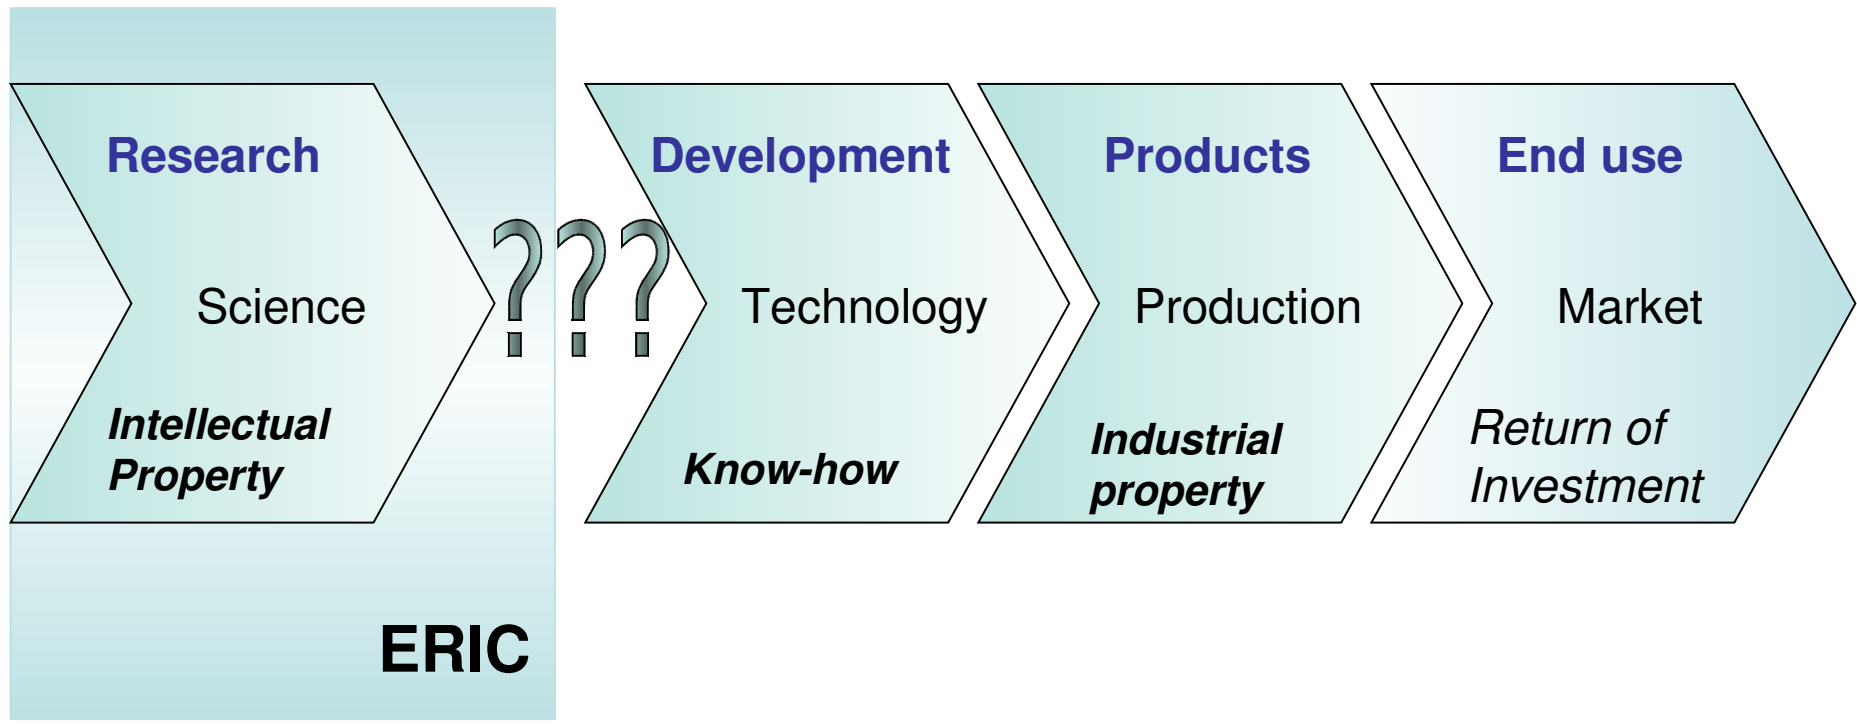 Research
Science
Intellectual
Property
ERIC
???
Development
Technology
Know-how
Products
Production
Industrial
property
End use
Market
Return of
Investment